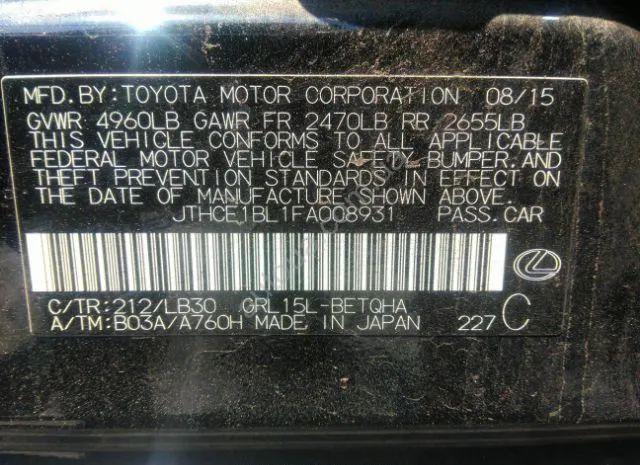 MFD.BY:TOYOTA MOTOR CORPORATION 08/15
GVWR 4960LB GAWR FR 2470LB RR 2655LB
THIS VEHICLE CONFORMS TO ALL APPLICABLE
FEDERAL MOTOR VEHICLE SAFETY, BUMPER,AND
THEFT PREVENTION STANDARDS IN EFFECT ON
THE DATE OF MANUFACTURE SHOWN ABOVE.
JTHCE1BL1FA008931 PASS.CAR
C/TR:212/LB30 GRL15L-BETQHA
A/TM:B03A/A760H MADE IN JAPAN 227 C